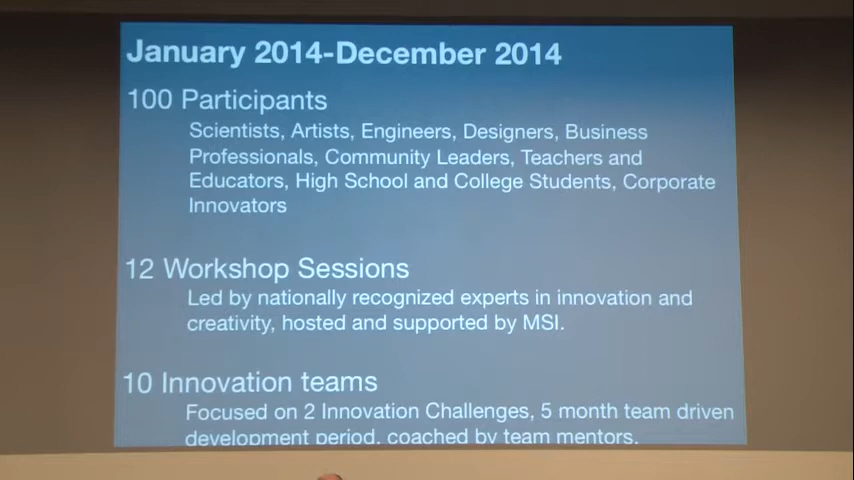 January 2014-December 2014
100 Participants
Scientists, Artists, Engineers, Designers, Business
Professionals, Community Leaders, Teachers and
Educators, High School and College Students, Corporate
Innovators
12 Workshop Sessions
Led by nationally recognized experts in innovation and
creativity, hosted and supported by MSI.
10 Innovation teams
Focused on 2 Innovation Challenges, 5 month team driven
development period, coached by team mentors.